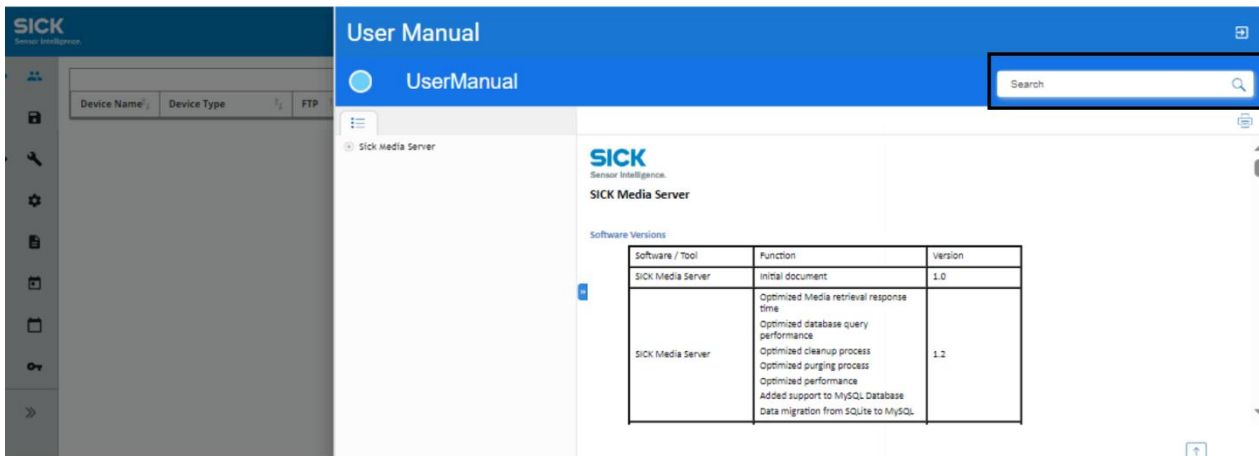 SICK
Sensor Intelligence.
User Manual
UserManual
Search
Device Name
Device Type
FTP
Sick Media Server
SICK
Sensor Intelligence.
SICK Media Server
Software Versions
Software / Tool Function Version
SICK Media Server Initial document 1.0
SICK Media Server 1.2
Optimized Media retrieval response
time
Optimized database query
performance
Optimized cleanup process
Optimized purging process
Optimized performance
Added support to MySQL Database
Data migration from SQLite to MySQL